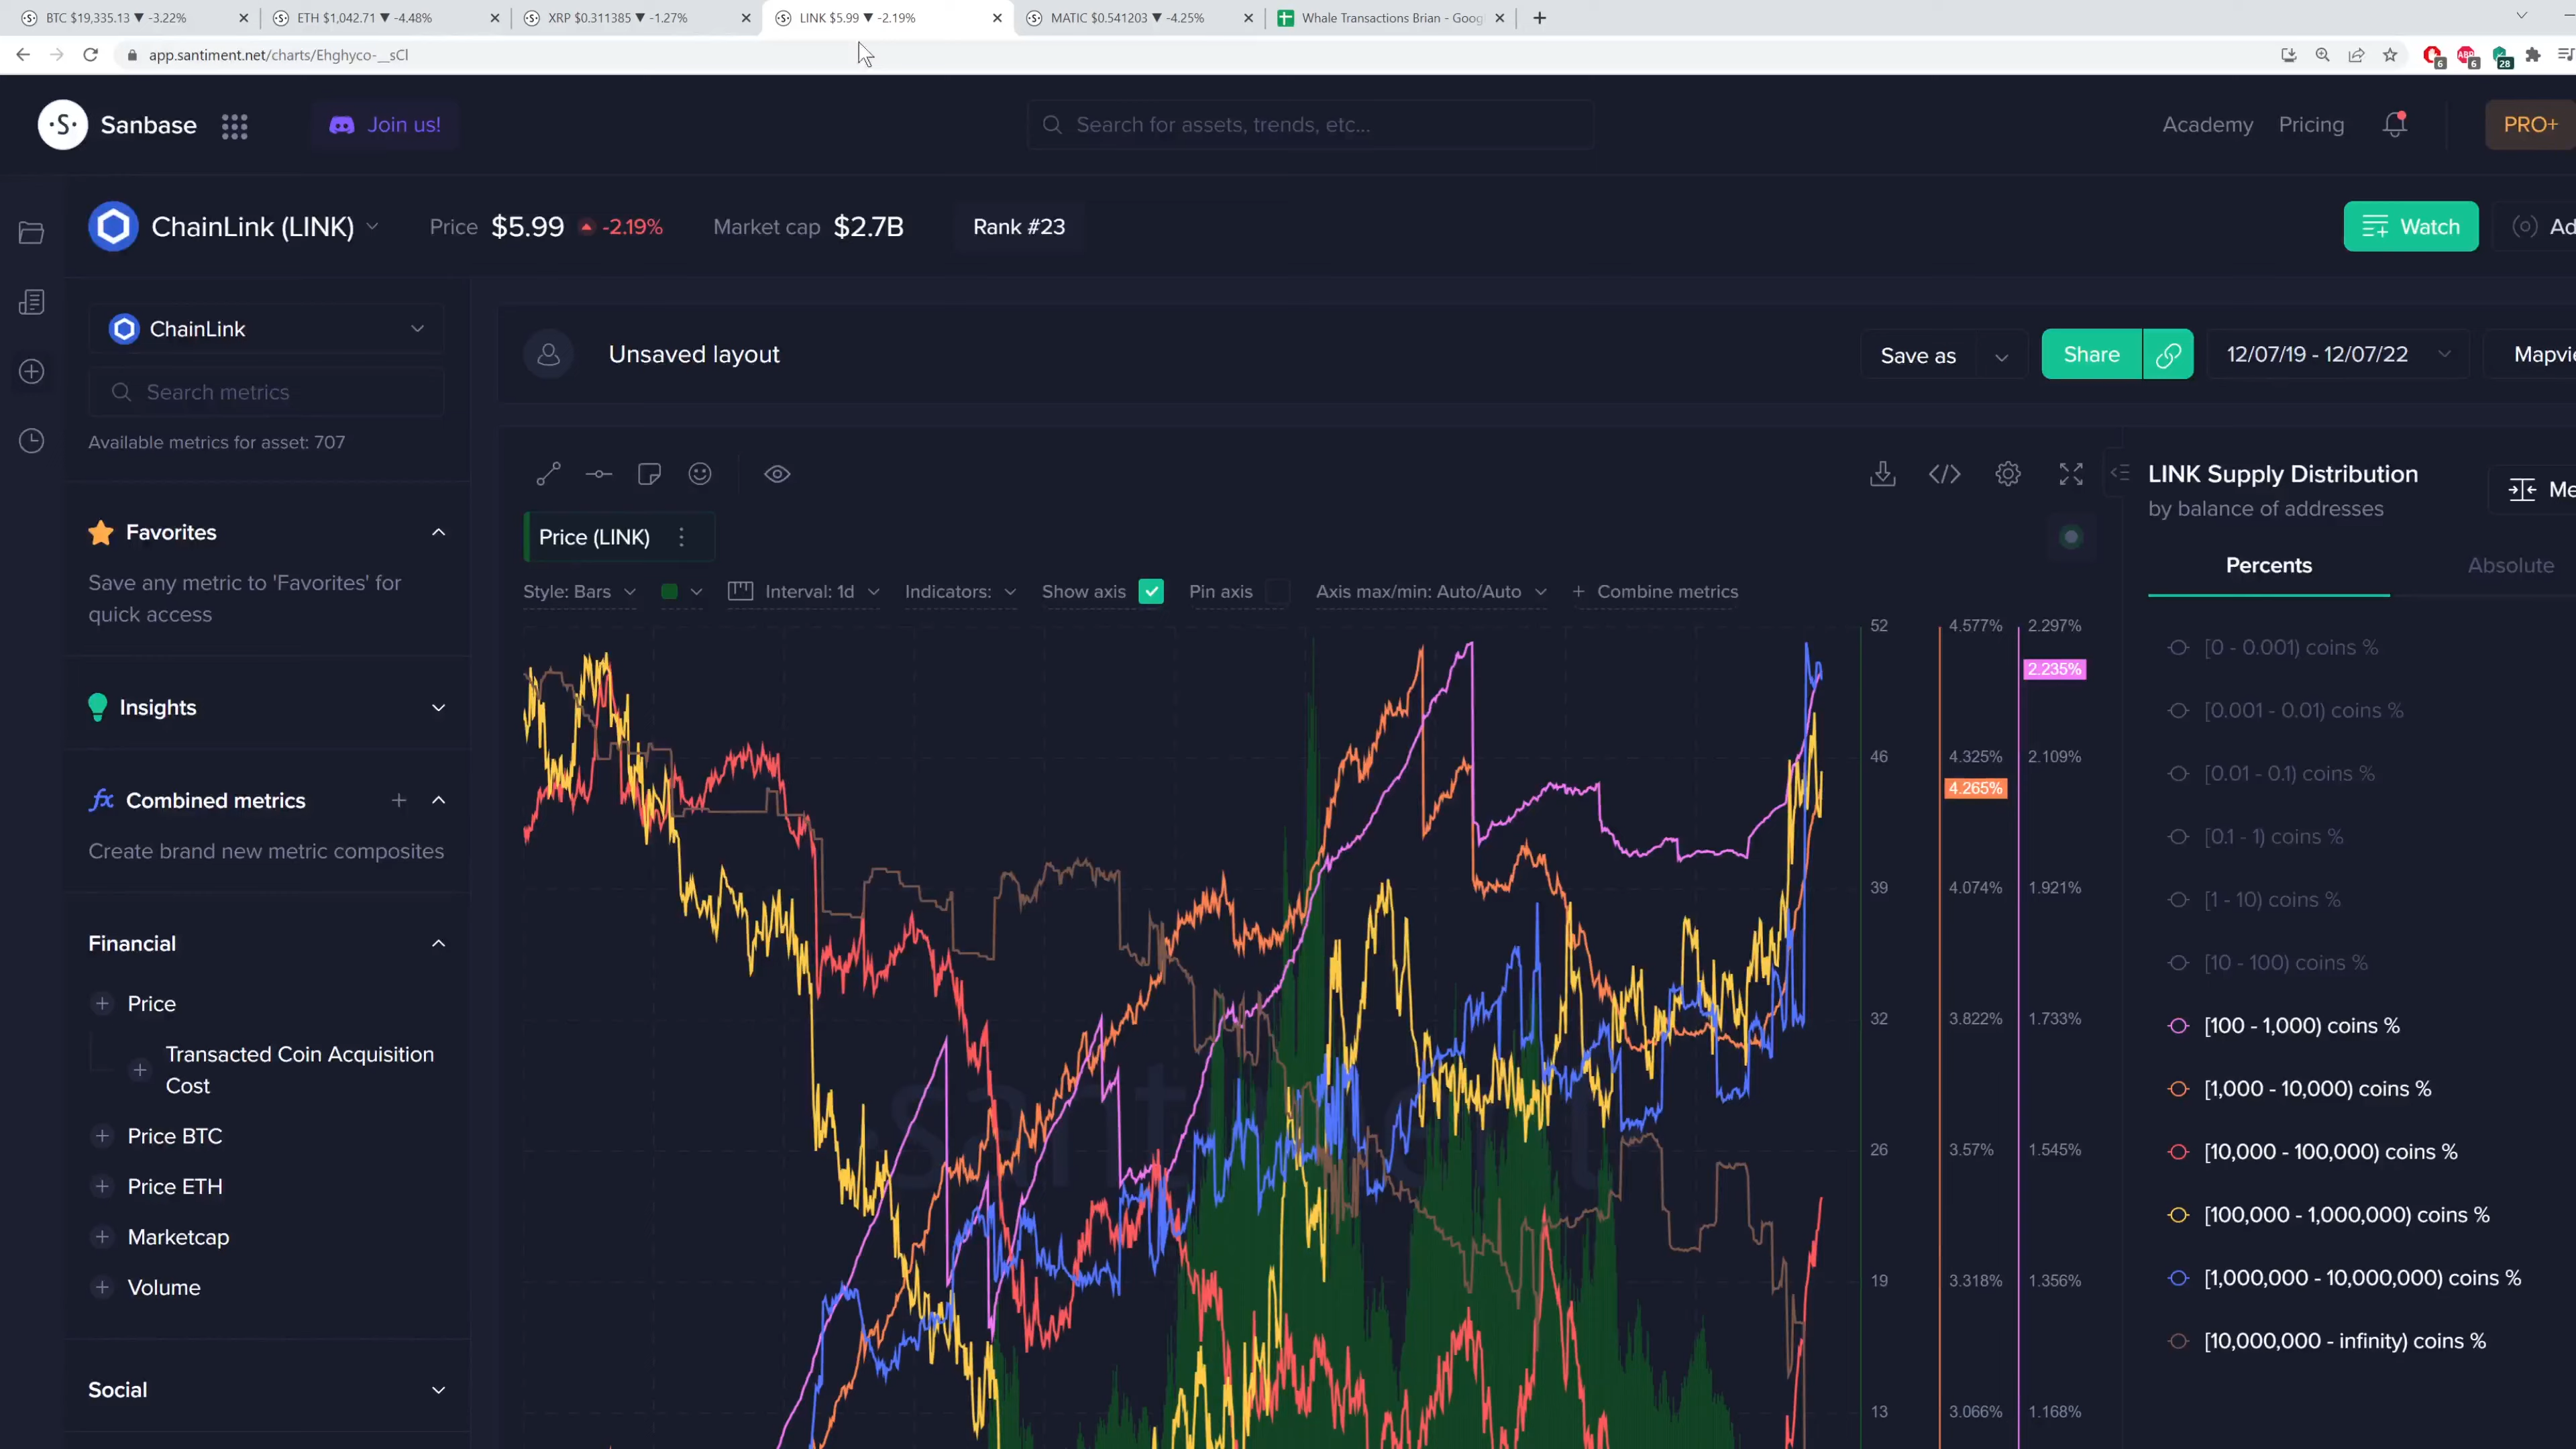 BTC $19,335.13 ▼ -3.22%
ETH $1,042.71 ▼ -4.48%
XRP $0.311385 ▼ -1.27%
LINK $5.99 ▼ -2.19%
MATIC $0.541203 ▼ -4.25%
Whale Transactions Brian - Goog
app.santiment.net/charts/Ehghyco-__sCl
6
6
28
·S·
Sanbase
Join us!
Search for assets, trends, etc...
Academy
Pricing
PRO+
ChainLink (LINK)
Price $5.99 -2.19%
Market cap $2.7B
Rank #23
Watch
Ad
ChainLink
Search metrics
Available metrics for asset: 707
Favorites
Save any metric to 'Favorites' for
quick access
Insights
fx Combined metrics
Create brand new metric composites
Financial
Price
Transacted Coin Acquisition
Cost
Price BTC
Price ETH
Marketcap
Volume
Social
Unsaved layout
Save as
Share
12/07/19 - 12/07/22
Mapvie
Price (LINK)
Style: Bars
Interval: 1d
Indicators:
Show axis
Pin axis
Axis max/min: Auto/Auto
+ Combine metrics
52 4.577% 2.297%
2.235%
46 4.325% 2.109%
4.265%
39 4.074% 1.921%
32 3.822% 1.733%
26 3.57% 1.545%
19 3.318% 1.356%
13 3.066% 1.168%
LINK Supply Distribution
by balance of addresses
Me
Percents
Absolute
[0 - 0.001) coins %
[0.001 - 0.01) coins %
[0.01 - 0.1) coins %
[0.1 - 1) coins %
[1 - 10) coins %
[10 - 100) coins %
[100 - 1,000) coins %
[1,000 - 10,000) coins %
[10,000 - 100,000) coins %
[100,000 - 1,000,000) coins %
[1,000,000 - 10,000,000) coins %
[10,000,000 - infinity) coins %